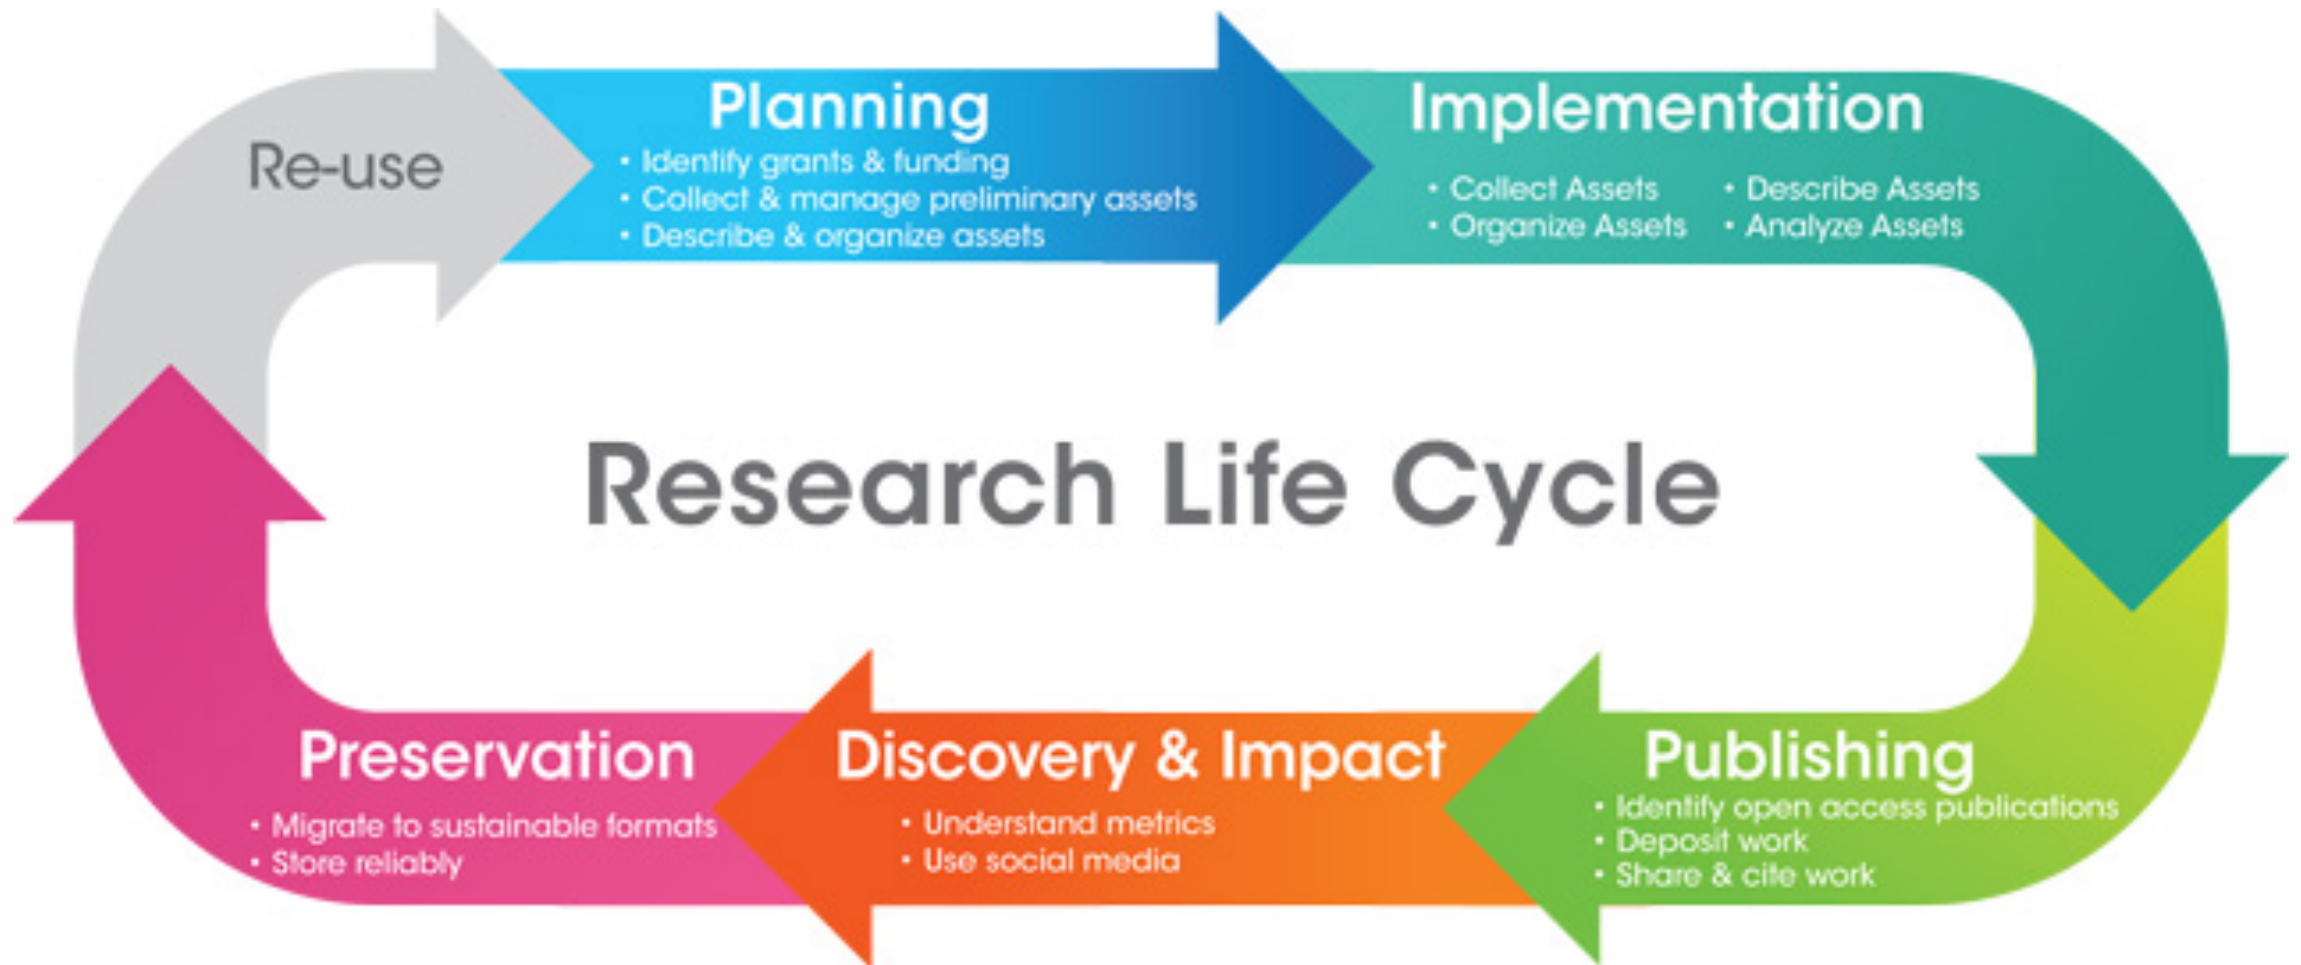 Re-use
Planning
• Identify grants & funding
• Collect & manage preliminary assets
• Describe & organize assets
Implementation
• Collect Assets
• Organize Assets
• Describe Assets
• Analyze Assets
Research Life Cycle
Publishing
• Identify open access publications
• Deposit work
• Share & cite work
Discovery & Impact
• Understand metrics
• Use social media
Preservation
• Migrate to sustainable formats
• Store reliably